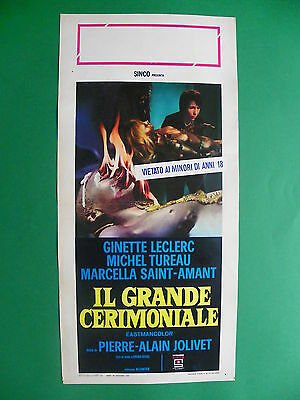 SINCO PRESENTA
VIETATO AI MINORI DI ANNI 18
GINETTE LECLERC
MICHEL TUREAU
MARCELLA SAINT-AMANT
IL GRANDE
CERIMONIALE
EASTMANCOLOR
PIERRE-ALAIN JOLIVET